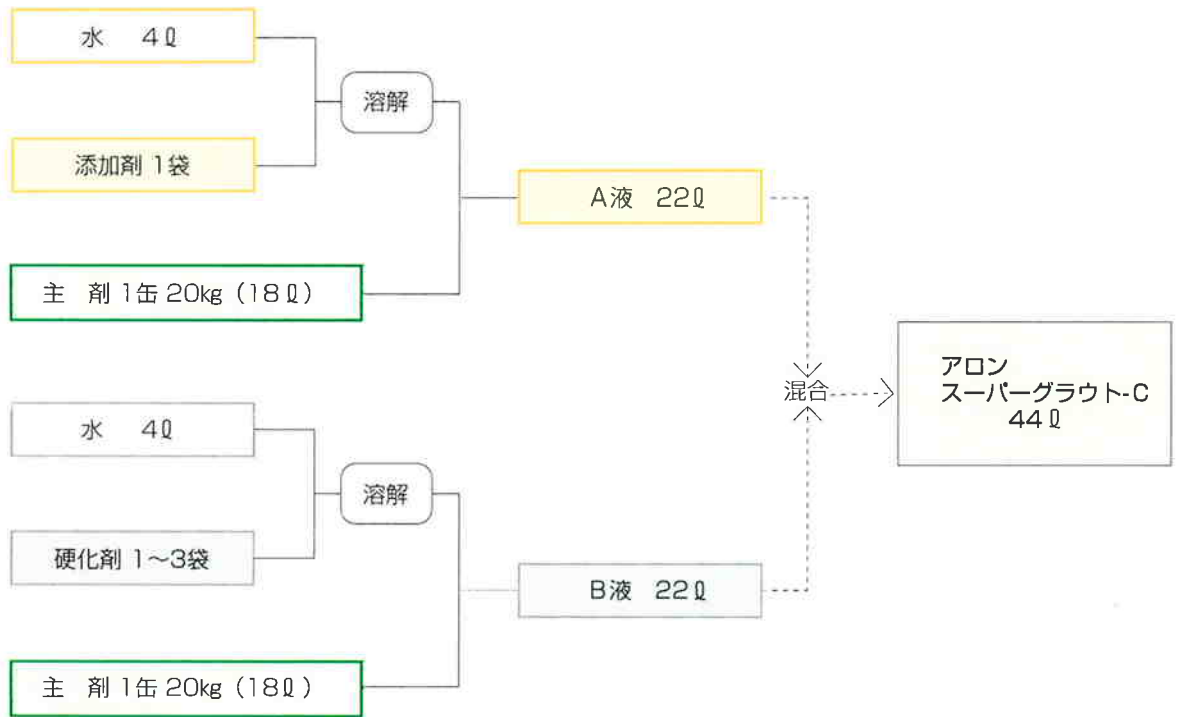 水 4ℓ
溶解
添加剤 1袋
A液 22ℓ
主 剤 1缶 20kg (18ℓ)
混合
アロン
スーパーグラウト-C
44ℓ
水 4ℓ
溶解
硬化剤 1〜3袋
B液 22ℓ
主 剤 1缶 20kg (18ℓ)